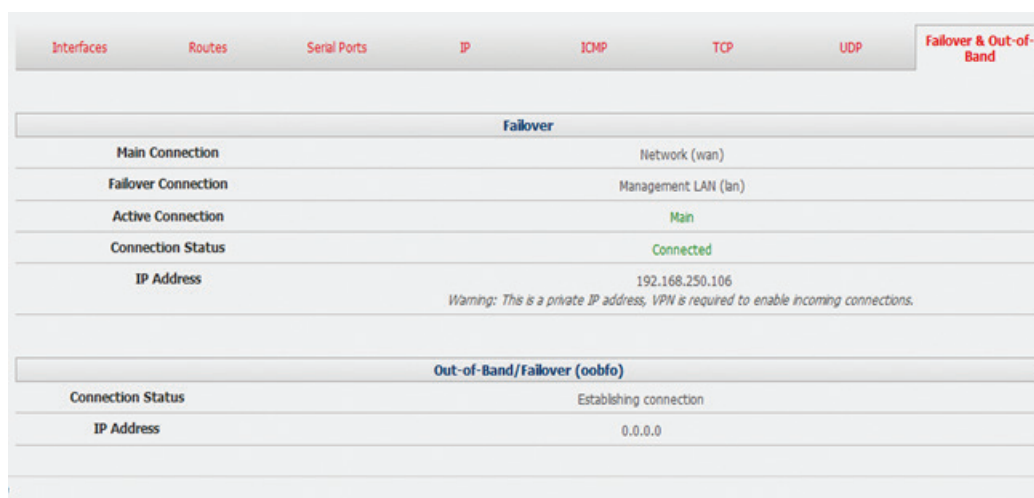 Interfaces Routes Serial Ports IP ICMP TCP UDP Failover & Out-of-
Band
Failover
Main Connection Network (wan)
Failover Connection Management LAN (lan)
Active Connection Main
Connection Status Connected
IP Address 192.168.250.106
Warning: This is a private IP address, VPN is required to enable incoming connections.
Out-of-Band/Failover (oobfo)
Connection Status Establishing connection
IP Address 0.0.0.0